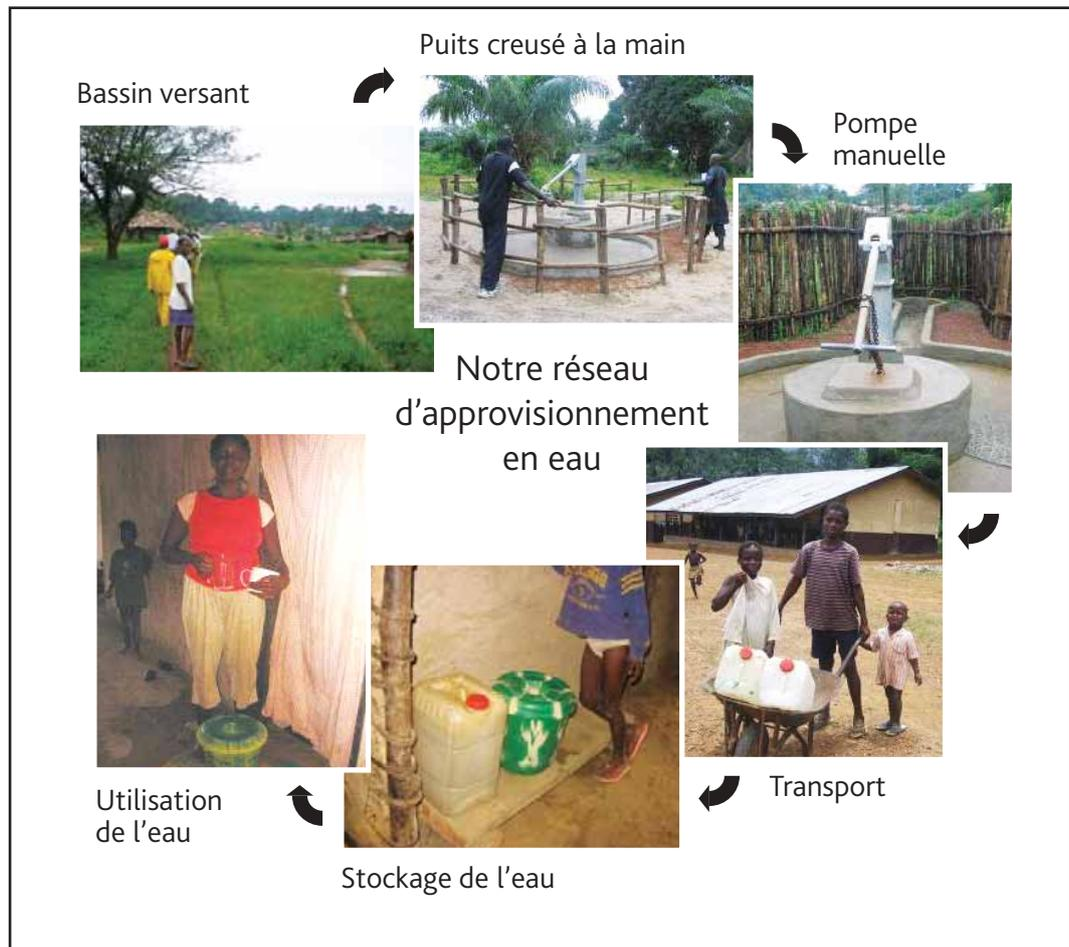 Puits creusé à la main
Bassin versant
Pompe
manuelle
Notre réseau
d'approvisionnement
en eau
Transport
Utilisation
de l'eau
Stockage de l'eau